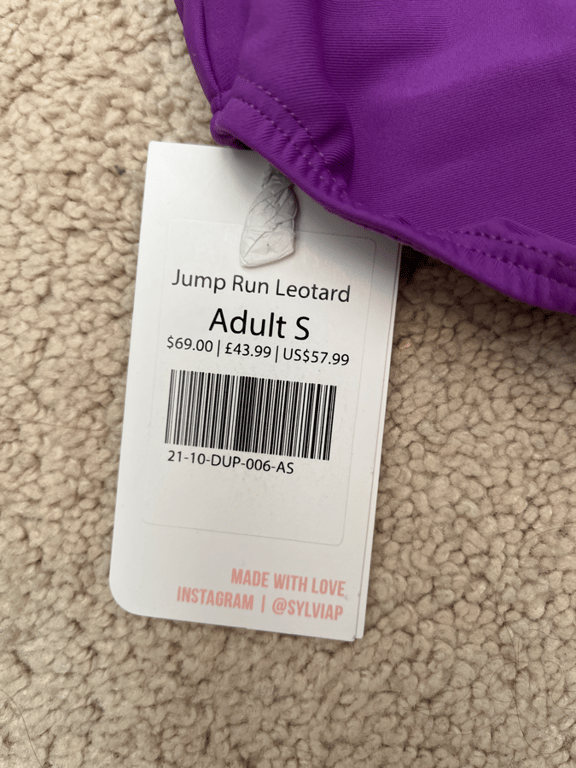 Jump Run Leotard
Adult S
$69.00 | £43.99 | US$57.99
21-10-DUP-006-AS
MADE WITH LOVE
INSTAGRAM | @SYLVIAP